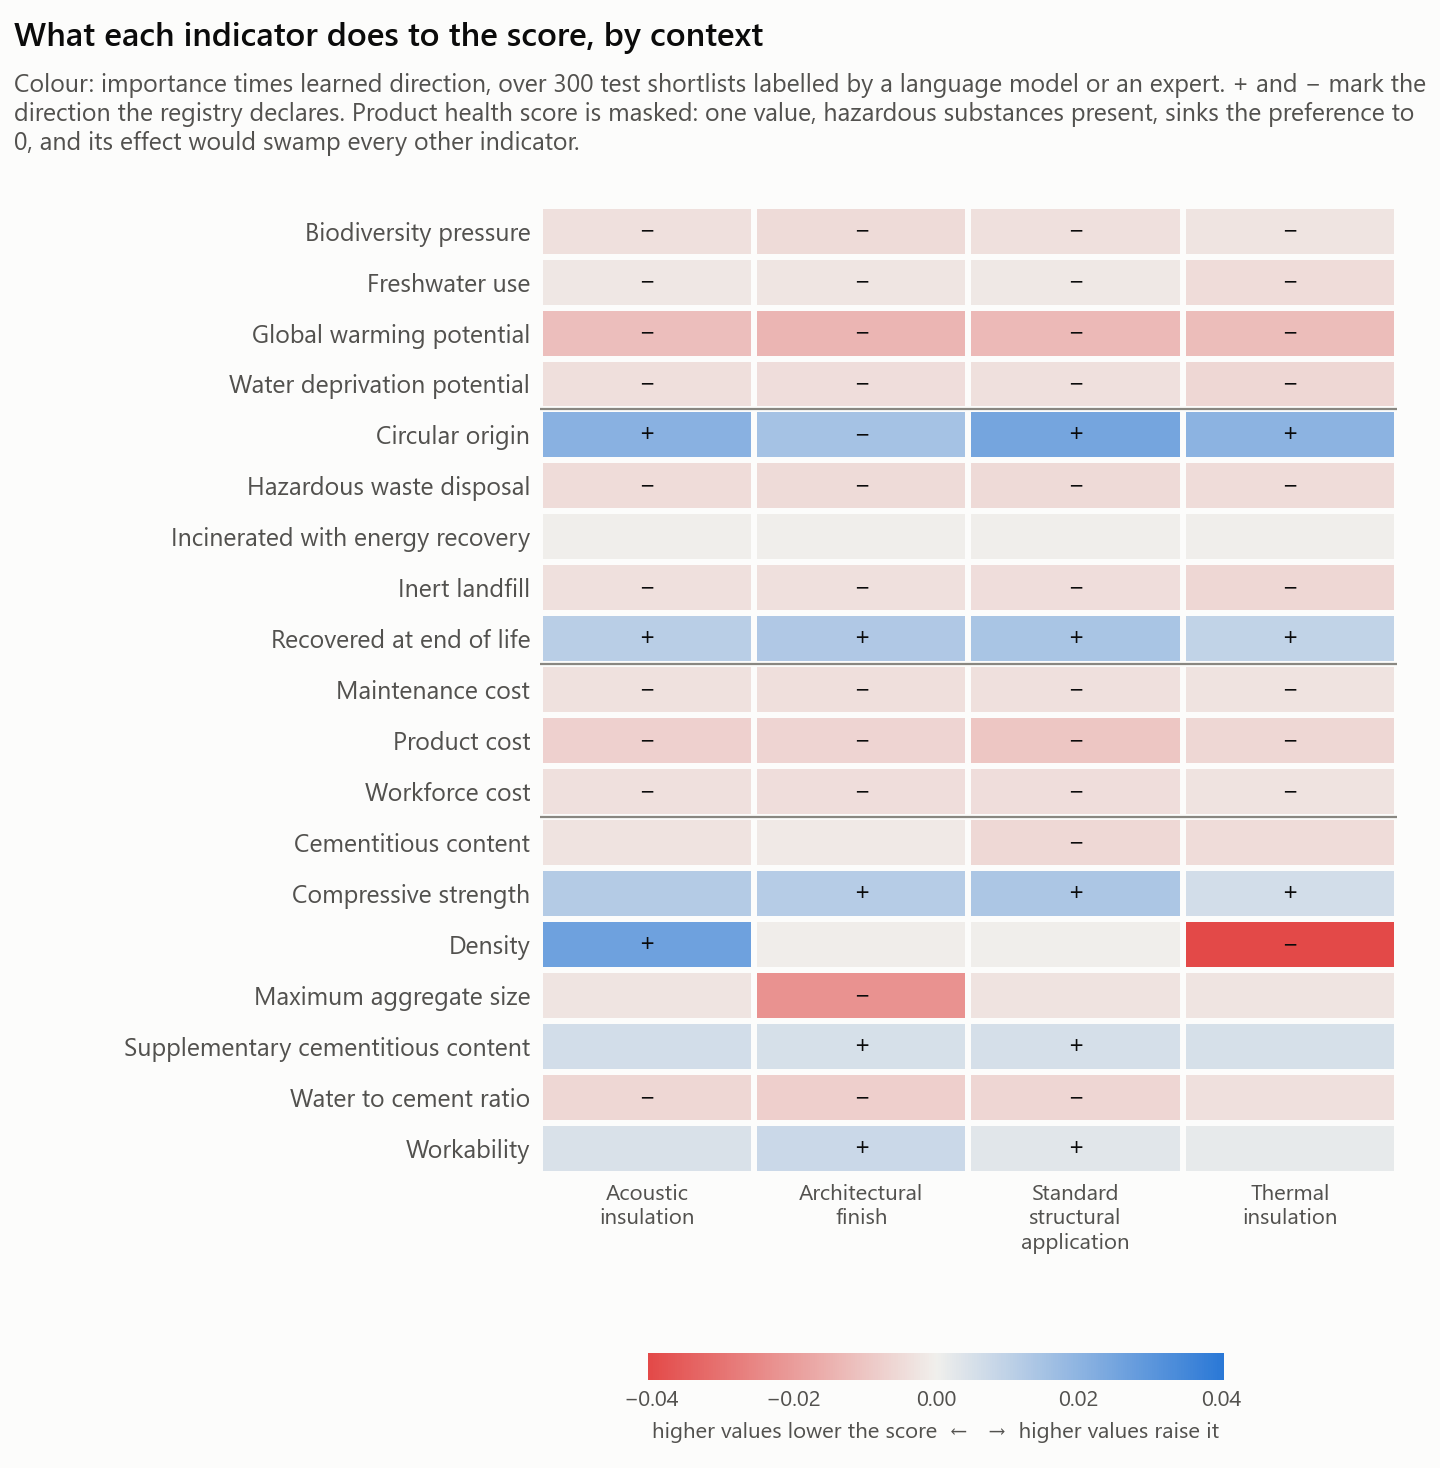 What each indicator does to the score, by context
Colour: importance times learned direction, over 300 test shortlists labelled by a language model or an expert. + and − mark the
direction the registry declares. Product health score is masked: one value, hazardous substances present, sinks the preference to
0, and its effect would swamp every other indicator.
Biodiversity pressure − − − −
Freshwater use − − − −
Global warming potential − − − −
Water deprivation potential − − − −
Circular origin + − + +
Hazardous waste disposal − − − −
Incinerated with energy recovery
Inert landfill − − − −
Recovered at end of life + + + +
Maintenance cost − − − −
Product cost − − − −
Workforce cost − − − −
Cementitious content −
Compressive strength + + +
Density + −
Maximum aggregate size −
Supplementary cementitious content + +
Water to cement ratio − − −
Workability + +
Acoustic
insulation
Architectural
finish
Standard
structural
application
Thermal
insulation
−0.04 −0.02 0.00 0.02 0.04
higher values lower the score ← → higher values raise it